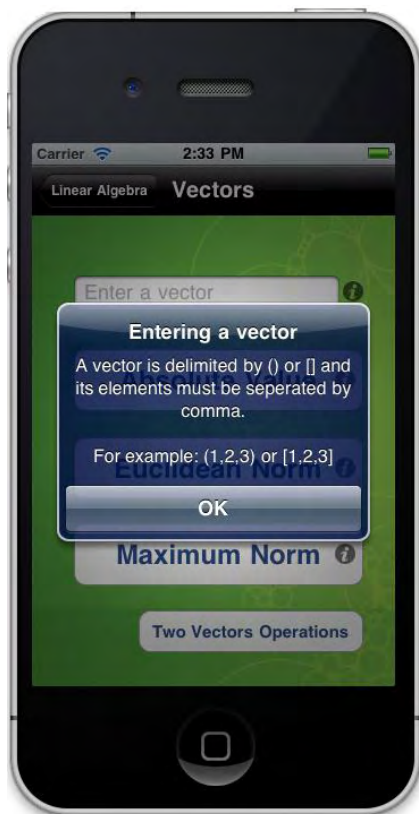 Carrier 2:33 PM
Linear Algebra Vectors
Enter a vector
Entering a vector
A vector is delimited by () or [] and
its elements must be seperated by
comma.
Absolute Value
For example: (1,2,3) or [1,2,3]
Euclidean Norm
OK
Maximum Norm
Two Vectors Operations